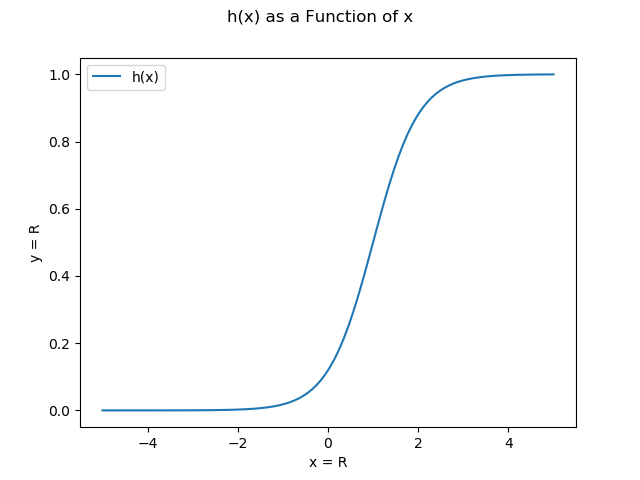 h(x) as a Function of x
h(x)
1.0
0.8
0.6
0.4
0.2
0.0
y = R
−4
−2
0
2
4
x = R